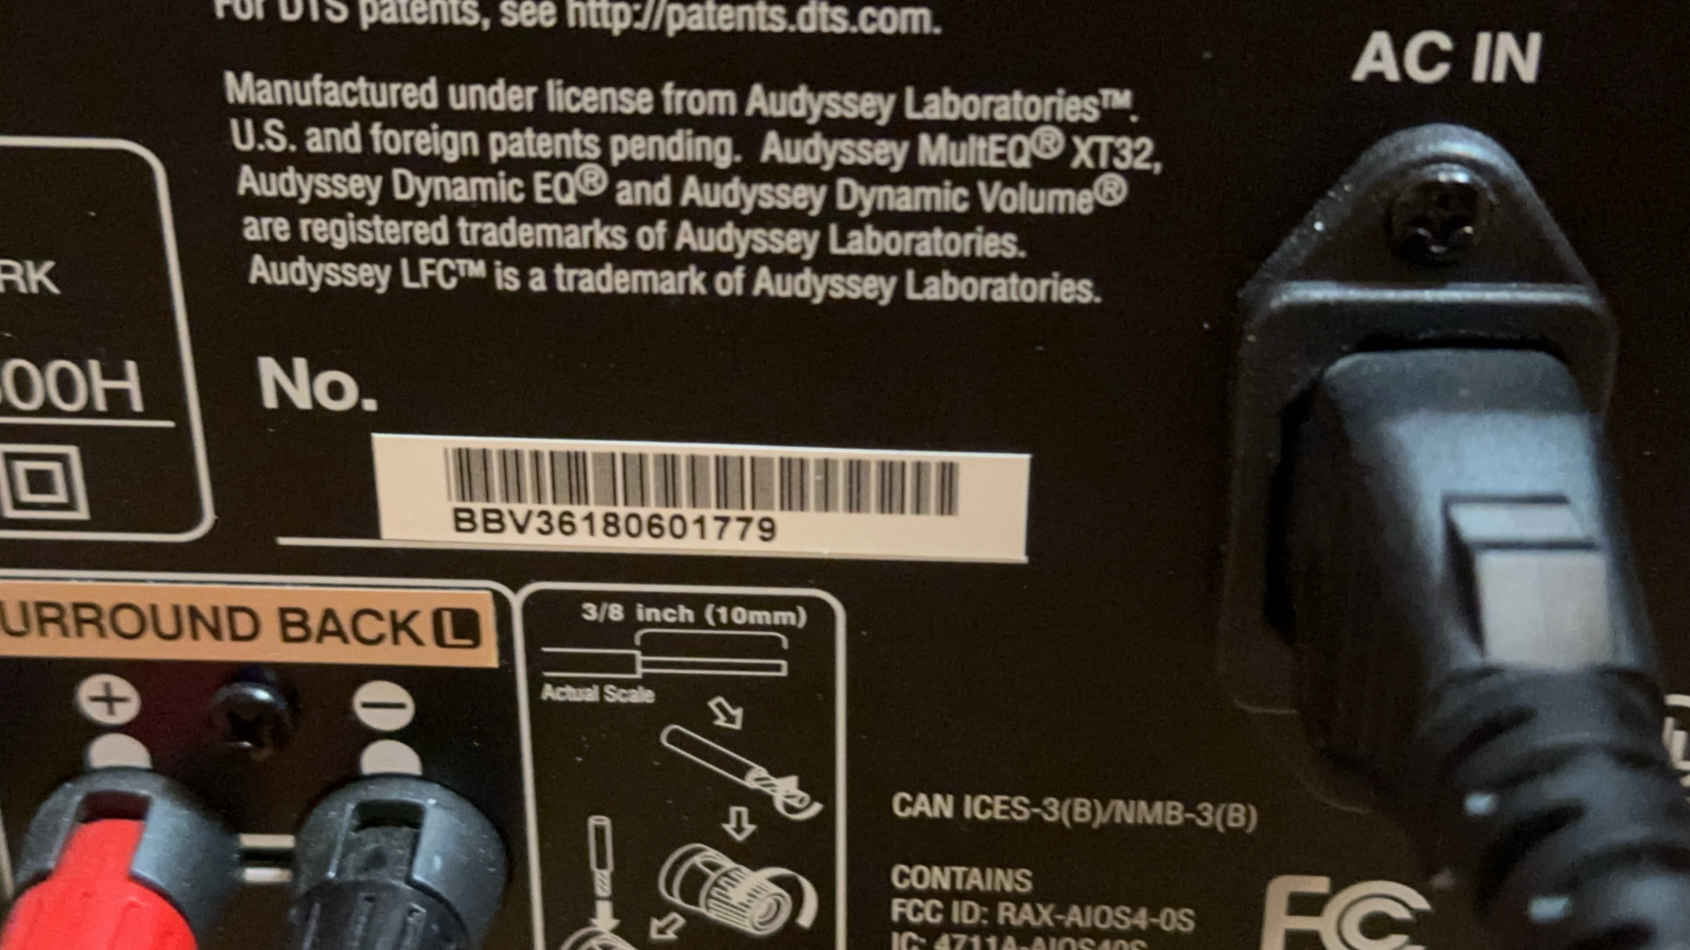 For DTS patents, see http://patents.dts.com.
AC IN
Manufactured under license from Audyssey Laboratories™.
U.S. and foreign patents pending. Audyssey MultEQ® XT32,
Audyssey Dynamic EQ® and Audyssey Dynamic Volume®
are registered trademarks of Audyssey Laboratories.
Audyssey LFC™ is a trademark of Audyssey Laboratories.
RK
00H
No.
BBV36180601779
URROUND BACK L
+
−
3/8 inch (10mm)
Actual Scale
CAN ICES-3(B)/NMB-3(B)
CONTAINS
FCC ID: RAX-AIOS4-0S
IC: 4711A-AIOS40S
FC